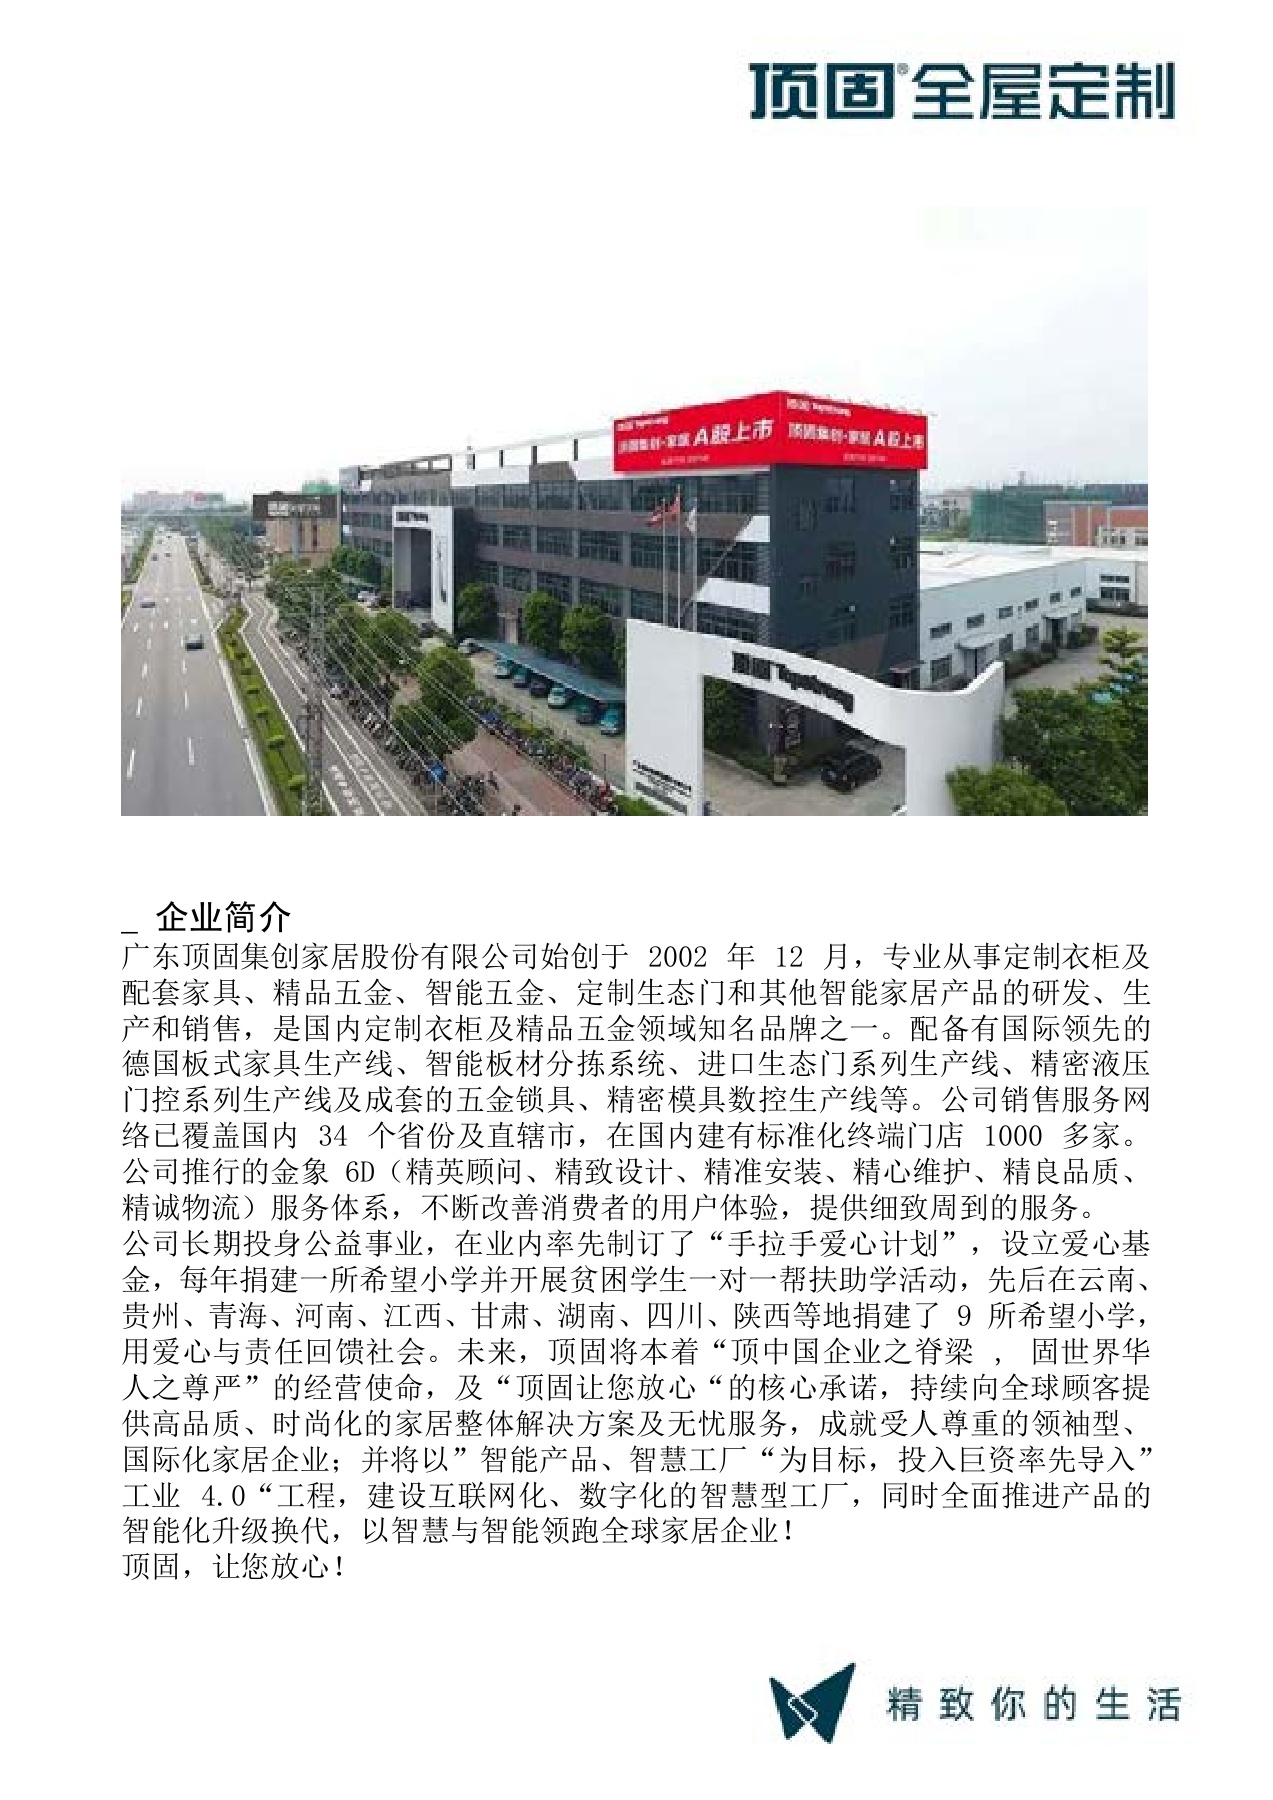 顶固®全屋定制
顶固集创·家居 A股上市
顶固集创·家居 A股上市
顶固 Topstrong
_ 企业简介
广东顶固集创家居股份有限公司始创于 2002 年 12 月，专业从事定制衣柜及
配套家具、精品五金、智能五金、定制生态门和其他智能家居产品的研发、生
产和销售，是国内定制衣柜及精品五金领域知名品牌之一。配备有国际领先的
德国板式家具生产线、智能板材分拣系统、进口生态门系列生产线、精密液压
门控系列生产线及成套的五金锁具、精密模具数控生产线等。公司销售服务网
络已覆盖国内 34 个省份及直辖市，在国内建有标准化终端门店 1000 多家。
公司推行的金象 6D（精英顾问、精致设计、精准安装、精心维护、精良品质、
精诚物流）服务体系，不断改善消费者的用户体验，提供细致周到的服务。
公司长期投身公益事业，在业内率先制订了“手拉手爱心计划”，设立爱心基
金，每年捐建一所希望小学并开展贫困学生一对一帮扶助学活动，先后在云南、
贵州、青海、河南、江西、甘肃、湖南、四川、陕西等地捐建了 9 所希望小学，
用爱心与责任回馈社会。未来，顶固将本着“顶中国企业之脊梁 , 固世界华
人之尊严”的经营使命，及“顶固让您放心“的核心承诺，持续向全球顾客提
供高品质、时尚化的家居整体解决方案及无忧服务，成就受人尊重的领袖型、
国际化家居企业；并将以”智能产品、智慧工厂“为目标，投入巨资率先导入”
工业 4.0“工程，建设互联网化、数字化的智慧型工厂，同时全面推进产品的
智能化升级换代，以智慧与智能领跑全球家居企业！
顶固，让您放心！
精致你的生活